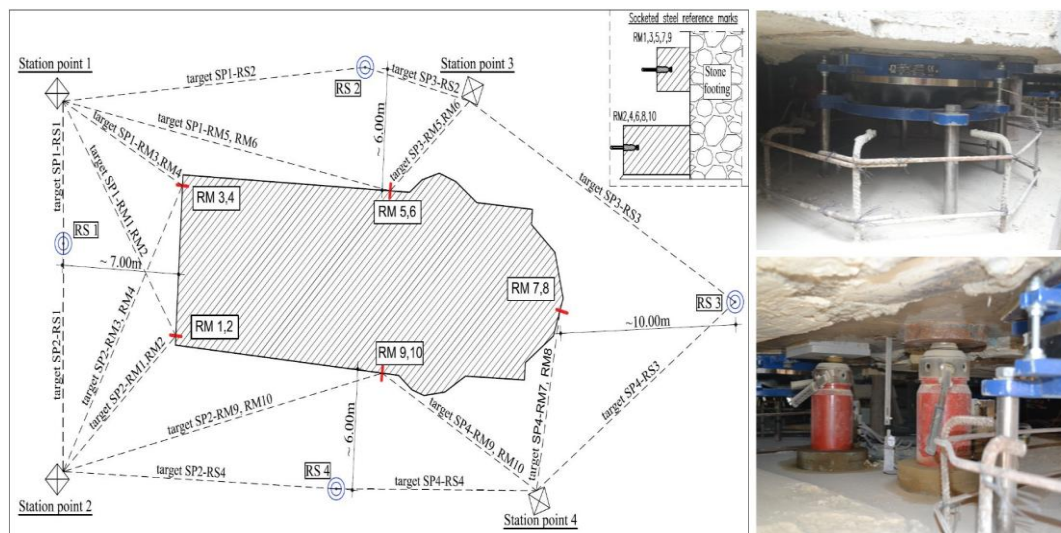 Socketed steel reference marks
RM1,3,5,7,9
Stone
footing
RM2,4,6,8,10
Station point 1
target SP1-RS2
RS 2
target SP3-RS2
Station point 3
target SP1-RM5, RM6
~ 6.00m
target SP3-RM5,RM6
target SP1-RS1
target SP1-RM3,RM4
target SP1-RM1,RM2
RM 3,4
RM 5,6
target SP3-RS3
RS 1
~ 7.00m
RM 7,8
RS 3
~10.00m
RM 1,2
RM 9,10
target SP2-RS1
target SP2-RM3, RM4
target SP2-RM1,RM2
target SP2-RM9, RM10
~ 6.00m
target SP4-RM9, RM10
target SP4-RM7, RM8
target SP4-RS3
target SP2-RS4
RS 4
target SP4-RS4
Station point 2
Station point 4